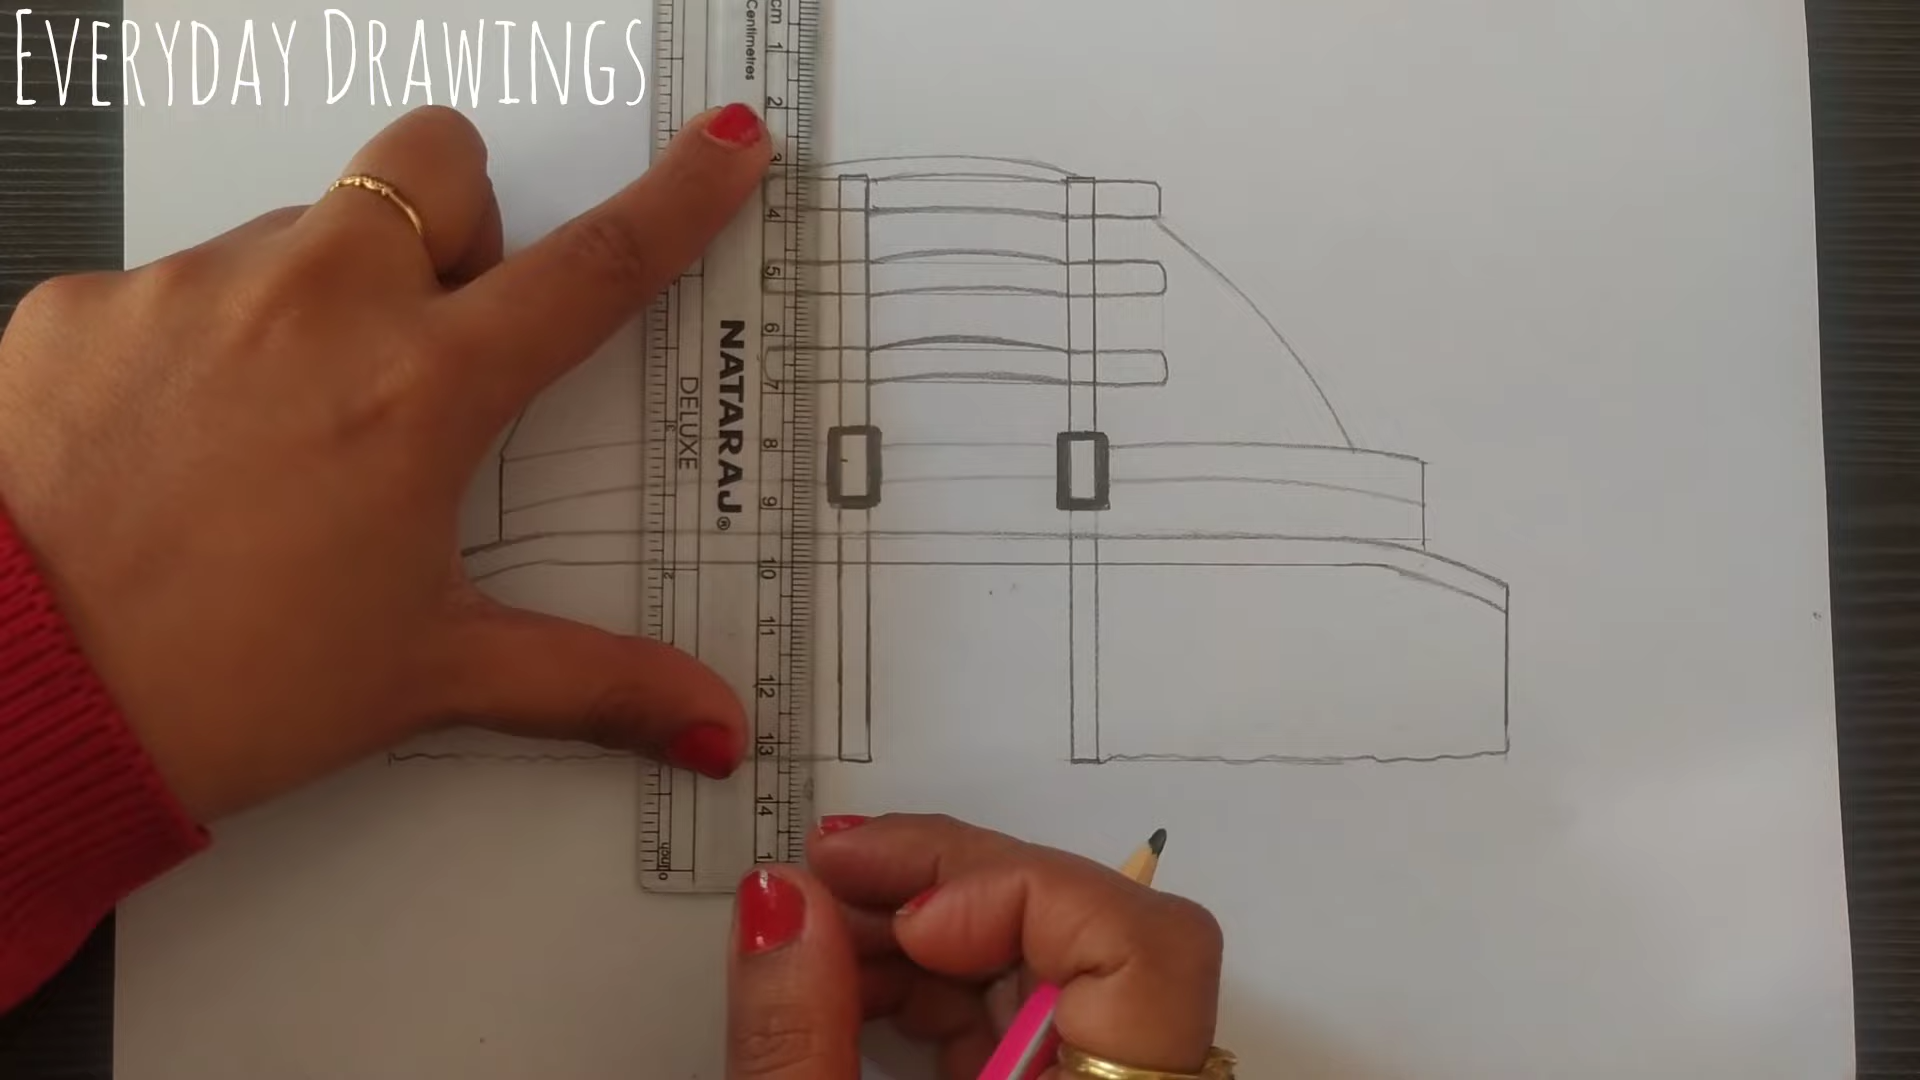 EVERYDAY DRAWINGS
cm 1 2 3 4 5 6 7 8 9 10 11 12 13 14
Centimetres
NATARAJ®
DELUXE